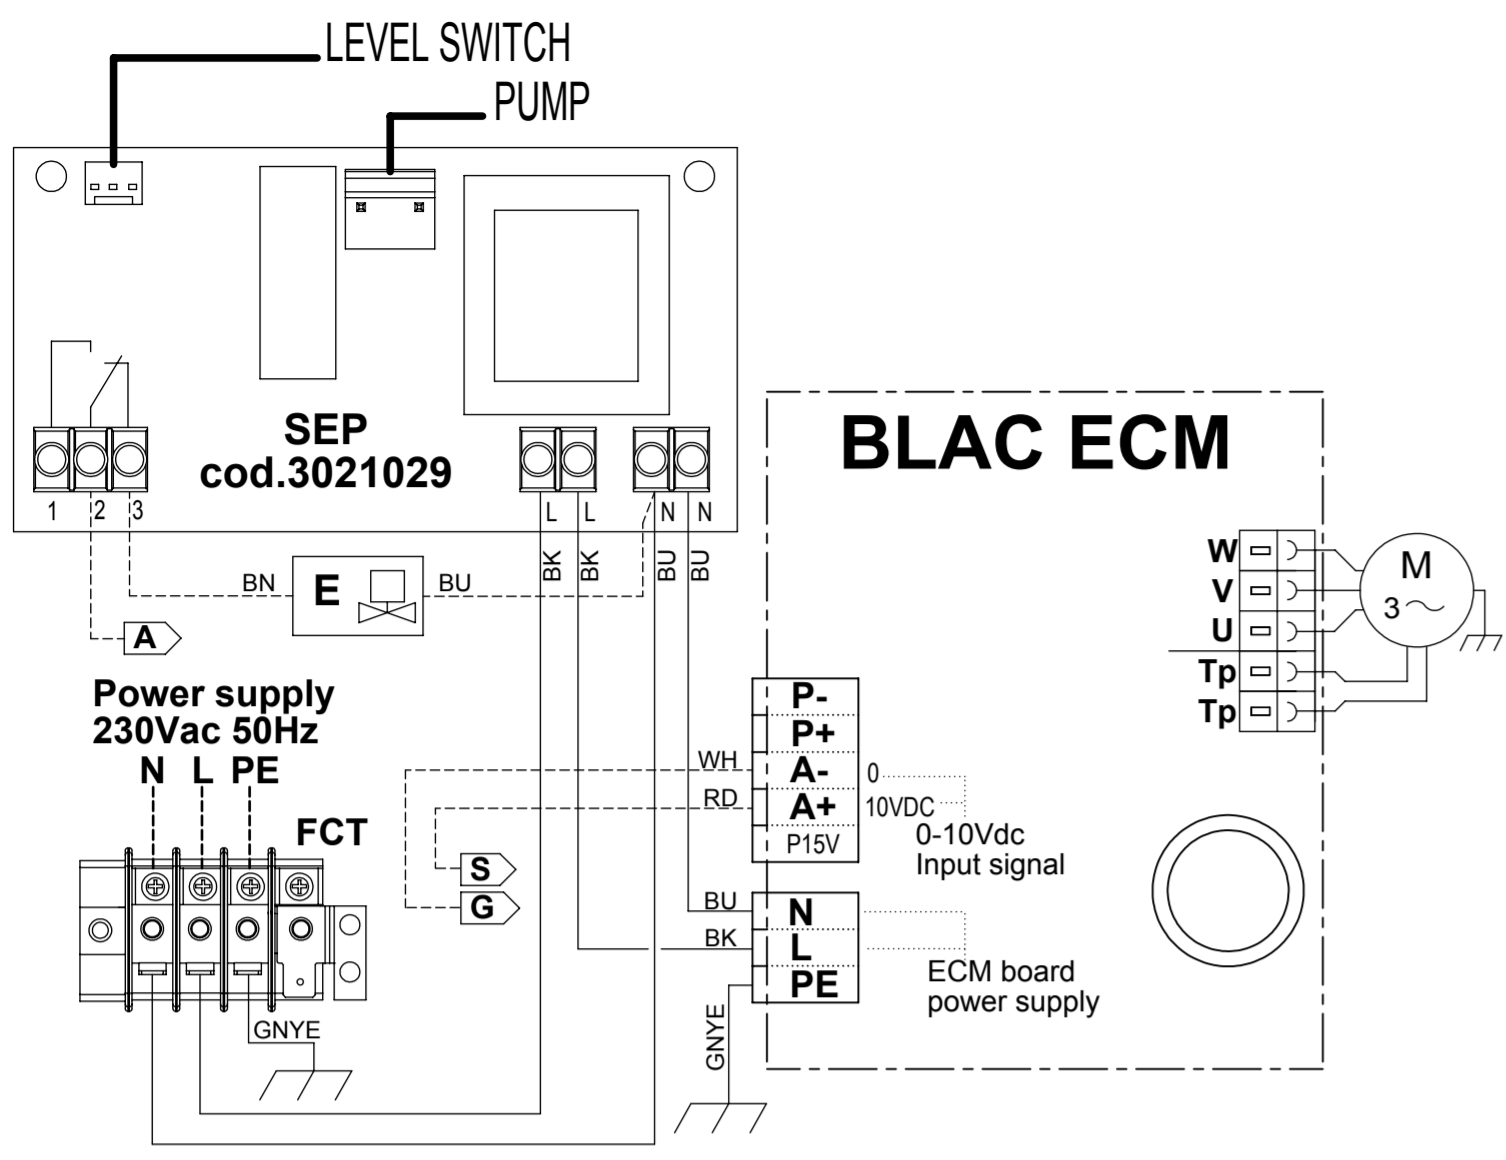 LEVEL SWITCH
PUMP
SEP
cod.3021029
1 2 3
L L N N
BK BK BU BU
BN E BU
A
Power supply
230Vac 50Hz
N L PE
FCT
GNYE
BLAC ECM
W
V
U
Tp
Tp
M
3
P-
P+
WH A- 0
RD A+ 10VDC
P15V
0-10Vdc
Input signal
S
G
BU N
BK L
PE
ECM board
power supply
GNYE